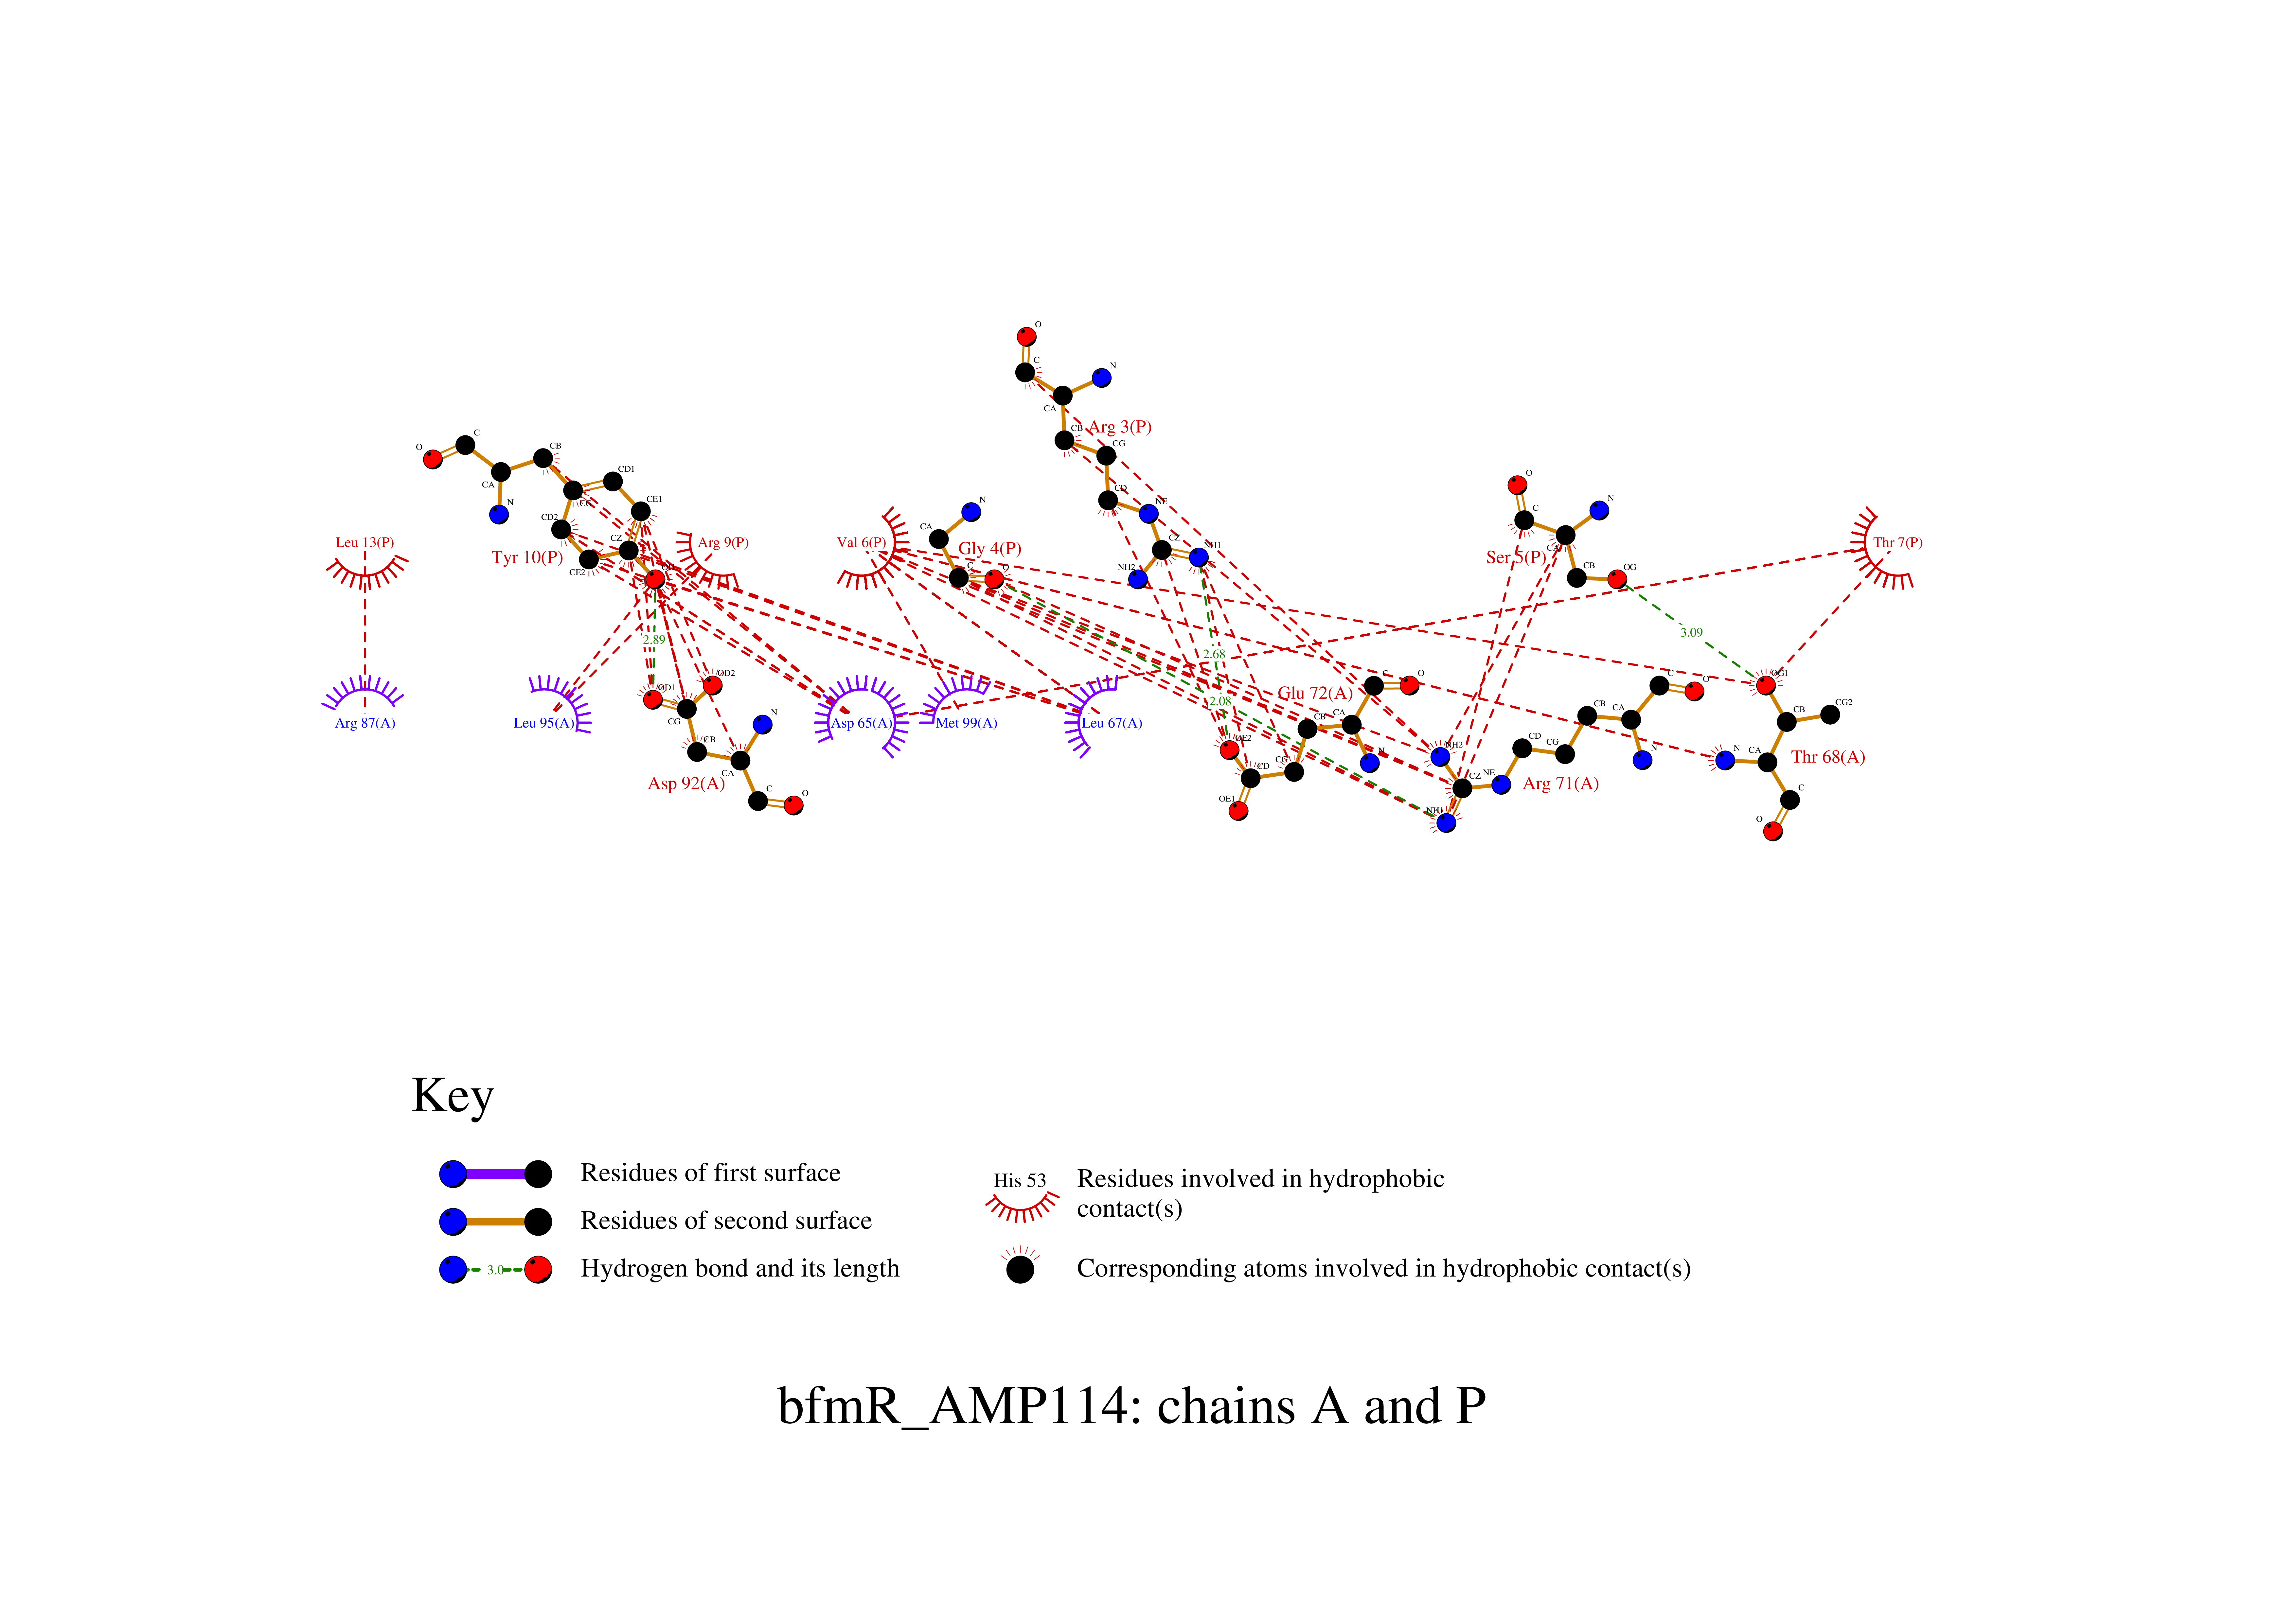 O
C
N
CA
CB
Arg 3(P)
CG
CD
NE
CZ
NH1
NH2
O
C
CB
CA
N
CG
CD1
CE1
CD2
CZ
CE2
OH
Tyr 10(P)
Leu 13(P)
Arg 9(P)
Val 6(P)
N
CA
Gly 4(P)
C
O
O
C
N
CA
Ser 5(P)
CB
OG
Thr 7(P)
2.89
2.68
2.08
3.09
Arg 87(A)
Leu 95(A)
OD1
OD2
CG
CB
N
CA
C
O
Asp 92(A)
Asp 65(A)
Met 99(A)
Leu 67(A)
Glu 72(A)
C
O
CB
CA
N
OE2
CD
CG
OE1
NH2
CZ
NE
NH1
CD
CG
CB
CA
C
O
N
Arg 71(A)
OG1
CG2
CB
N
CA
Thr 68(A)
C
O
Key
Residues of first surface
Residues of second surface
3.0
Hydrogen bond and its length
His 53
Residues involved in hydrophobic
contact(s)
Corresponding atoms involved in hydrophobic contact(s)
bfmR_AMP114: chains A and P